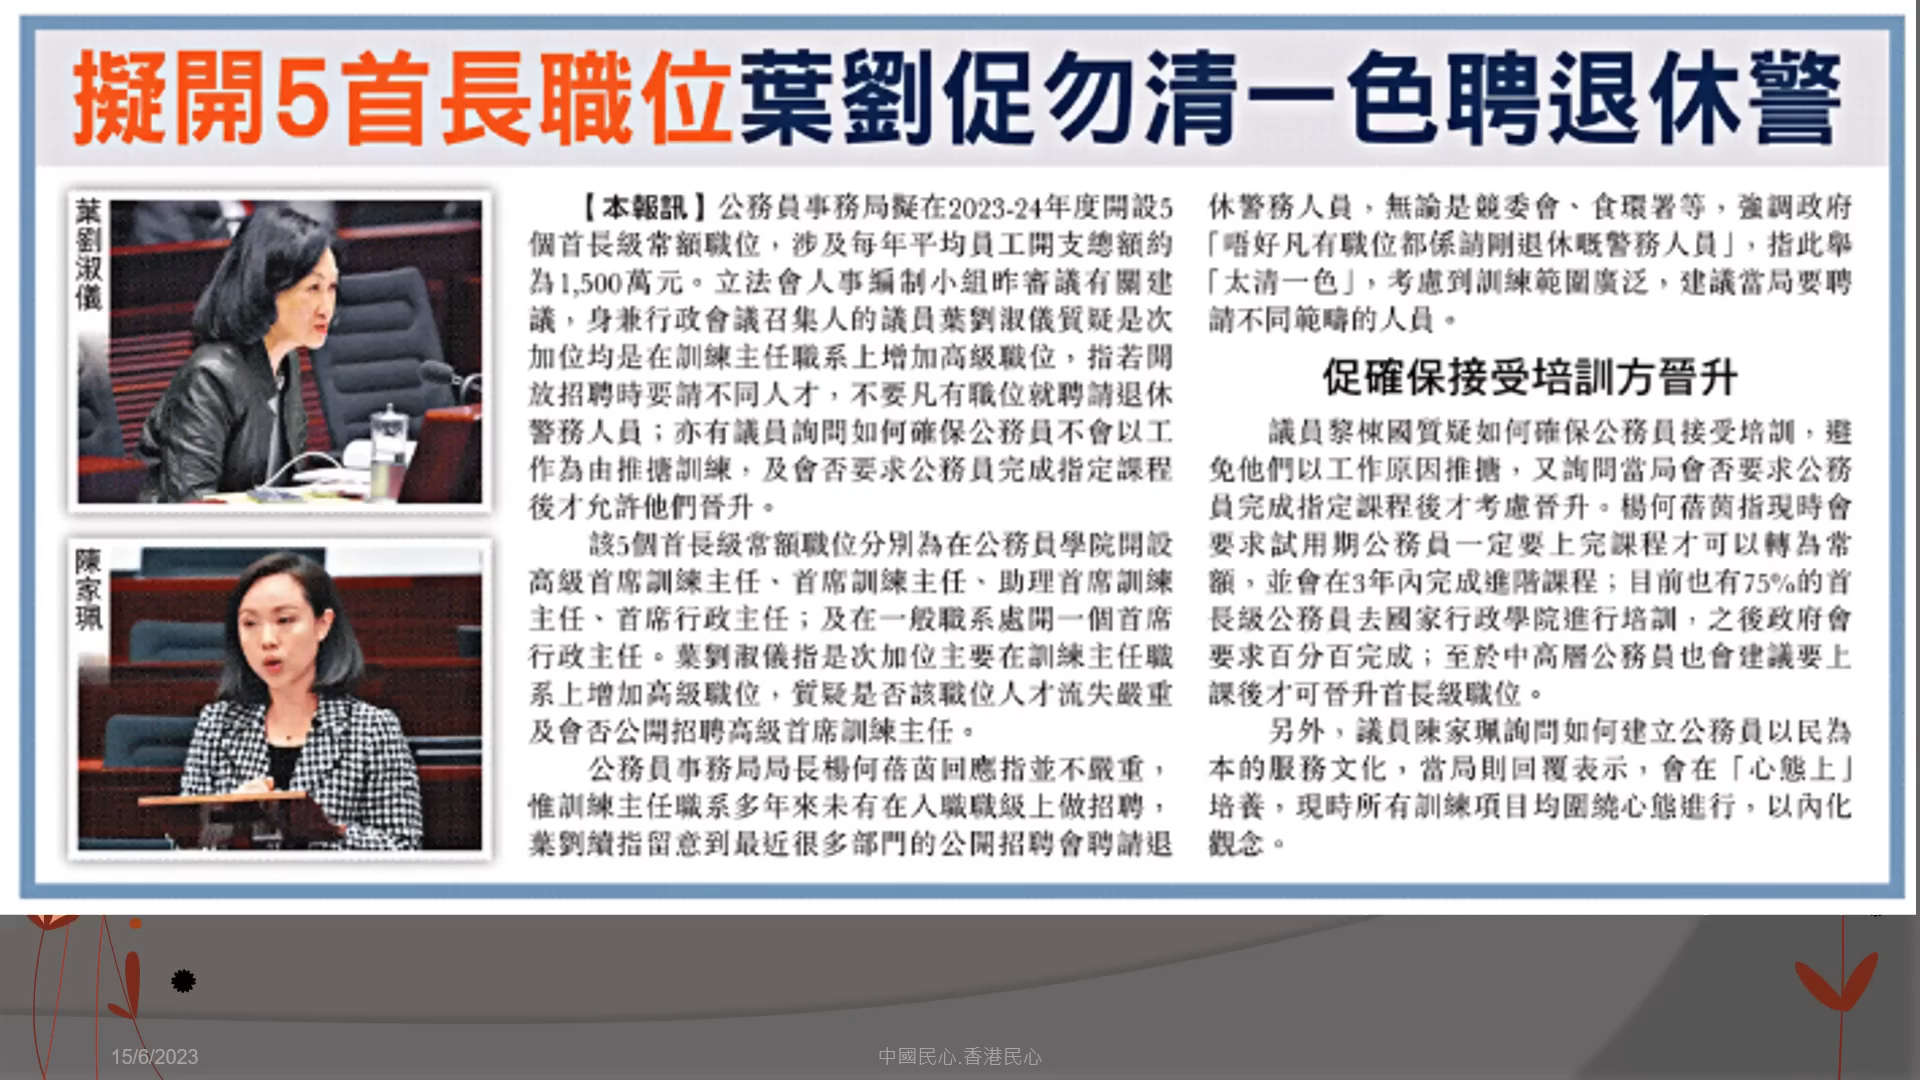 擬開5首長職位葉劉促勿清一色聘退休警
葉劉淑儀
陳家珮
【本報訊】公務員事務局擬在2023-24年度開設5
個首長級常額職位，涉及每年平均員工開支總額約
為1,500萬元。立法會人事編制小組昨審議有關建
議，身兼行政會議召集人的議員葉劉淑儀質疑是次
加位均是在訓練主任職系上增加高級職位，指若開
放招聘時要請不同人才，不要凡有職位就聘請退休
警務人員；亦有議員詢問如何確保公務員不會以工
作為由推搪訓練，及會否要求公務員完成指定課程
後才允許他們晉升。
該5個首長級常額職位分別為在公務員學院開設
高級首席訓練主任、首席訓練主任、助理首席訓練
主任、首席行政主任；及在一般職系處開一個首席
行政主任。葉劉淑儀指是次加位主要在訓練主任職
系上增加高級職位，質疑是否該職位人才流失嚴重
及會否公開招聘高級首席訓練主任。
公務員事務局局長楊何蓓茵回應指並不嚴重，
惟訓練主任職系多年來未有在入職職級上做招聘，
葉劉續指留意到最近很多部門的公開招聘會聘請退
休警務人員，無論是競委會、食環署等，強調政府
「唔好凡有職位都係請剛退休嘅警務人員」，指此舉
「太清一色」，考慮到訓練範圍廣泛，建議當局要聘
請不同範疇的人員。
促確保接受培訓方晉升
議員黎棟國質疑如何確保公務員接受培訓，避
免他們以工作原因推搪，又詢問當局會否要求公務
員完成指定課程後才考慮晉升。楊何蓓茵指現時會
要求試用期公務員一定要上完課程才可以轉為常
額，並會在3年內完成進階課程；目前也有75%的首
長級公務員去國家行政學院進行培訓，之後政府會
要求百分百完成；至於中高層公務員也會建議要上
課後才可晉升首長級職位。
另外，議員陳家珮詢問如何建立公務員以民為
本的服務文化，當局則回覆表示，會在「心態上」
培養，現時所有訓練項目均圍繞心態進行，以內化
觀念。
15/6/2023
中國民心.香港民心